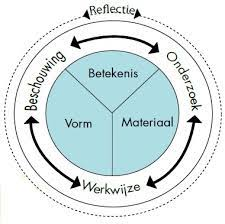 Reflectie
Beschouwing
Onderzoek
Betekenis
Vorm
Materiaal
Werkwijze